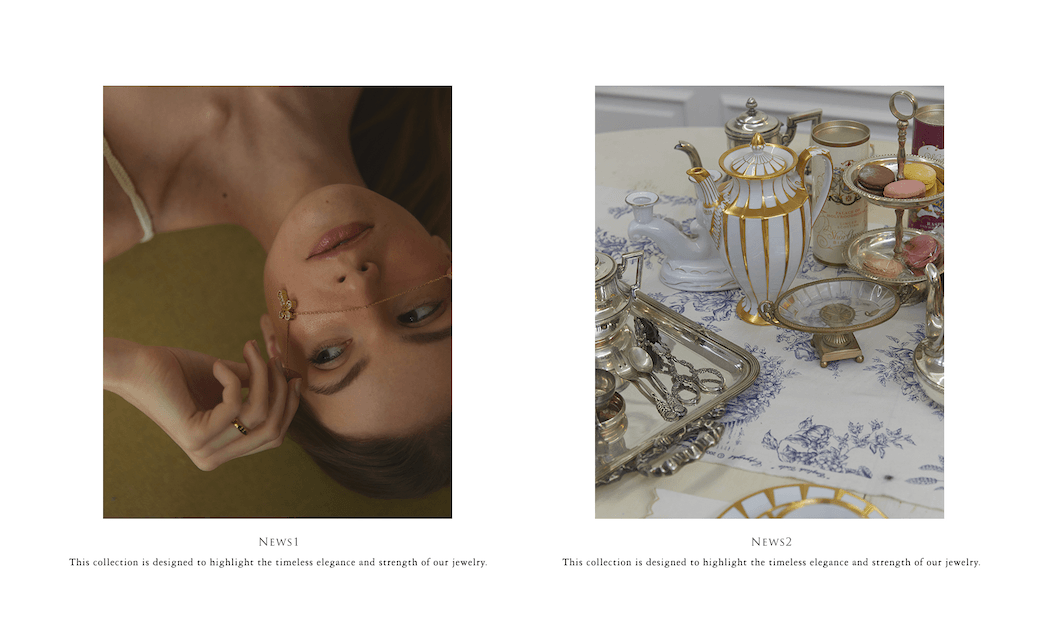 News1
This collection is designed to highlight the timeless elegance and strength of our jewelry.
News2
This collection is designed to highlight the timeless elegance and strength of our jewelry.